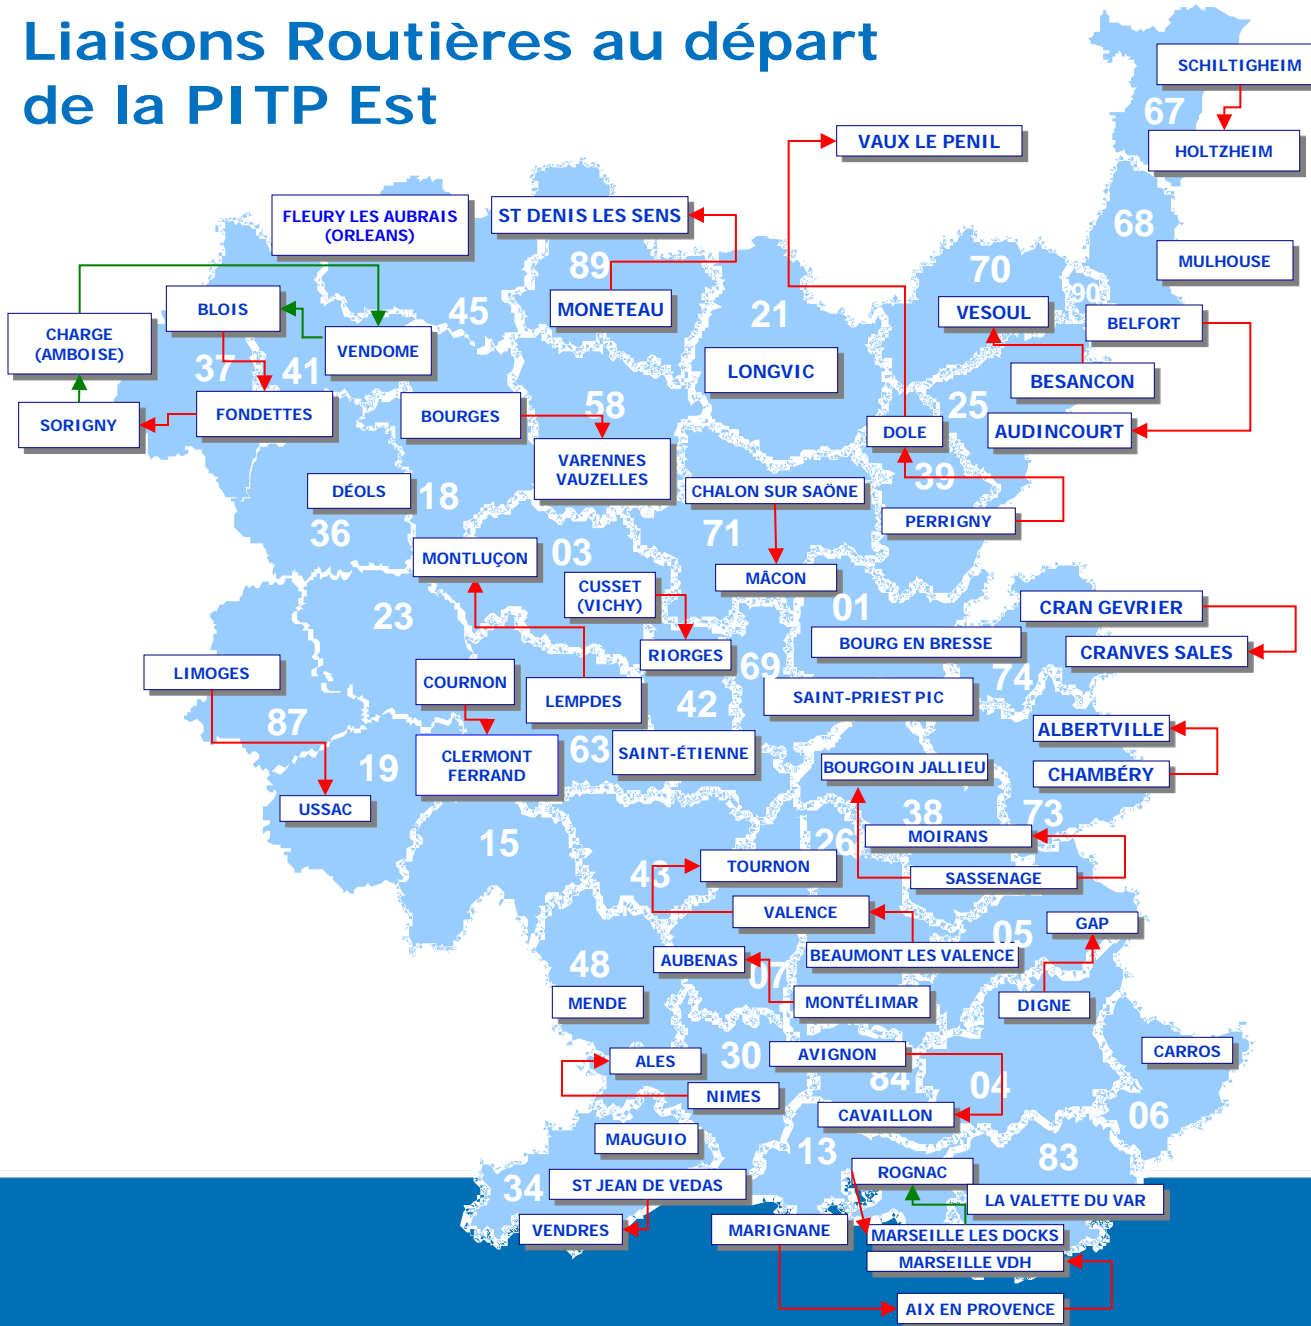 Liaisons Routières au départ
de la PITP Est
SCHILTIGHEIM
67
HOLTZHEIM
VAUX LE PENIL
FLEURY LES AUBRAIS
(ORLEANS)
ST DENIS LES SENS
68
MULHOUSE
89
70
90
BLOIS
MONETEAU
21
VESOUL
BELFORT
45
CHARGE
(AMBOISE)
VENDOME
37
41
LONGVIC
BESANCON
SORIGNY
FONDETTES
BOURGES
58
25
DOLE
AUDINCOURT
VARENNES
VAUZELLES
39
DÉOLS
18
CHALON SUR SAÖNE
36
71
PERRIGNY
MONTLUÇON
03
CUSSET
(VICHY)
MÂCON
01
CRAN GEVRIER
23
BOURG EN BRESSE
CRANVES SALES
RIORGES
69
LIMOGES
COURNON
LEMPDES
42
SAINT-PRIEST PIC
74
87
ALBERTVILLE
CLERMONT
FERRAND
63
SAINT-ÉTIENNE
19
BOURGOIN JALLIEU
CHAMBÉRY
USSAC
38
73
15
26
MOIRANS
43
TOURNON
SASSENAGE
VALENCE
GAP
05
AUBENAS
BEAUMONT LES VALENCE
48
07
MENDE
MONTÉLIMAR
DIGNE
ALES
30
AVIGNON
CARROS
84
04
NIMES
CAVAILLON
06
MAUGUIO
13
83
ROGNAC
34
ST JEAN DE VEDAS
LA VALETTE DU VAR
VENDRES
MARIGNANE
MARSEILLE LES DOCKS
MARSEILLE VDH
AIX EN PROVENCE